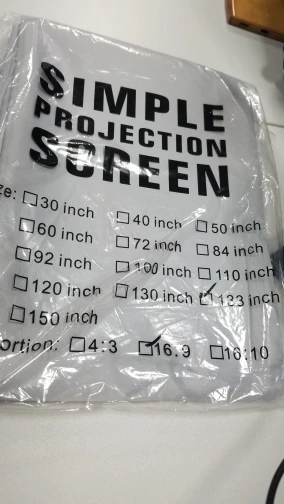 SIMPLE
PROJECTION
SCREEN
ze: ☐30 inch ☐40 inch ☐50 inch
☐60 inch ☐72 inch ☐84 inch
☐92 inch ☐100 inch ☐110 inch
☐120 inch ☐130 inch ☑133 inch
☐150 inch
ortion: ☐4:3 ☑16:9 ☐16:10